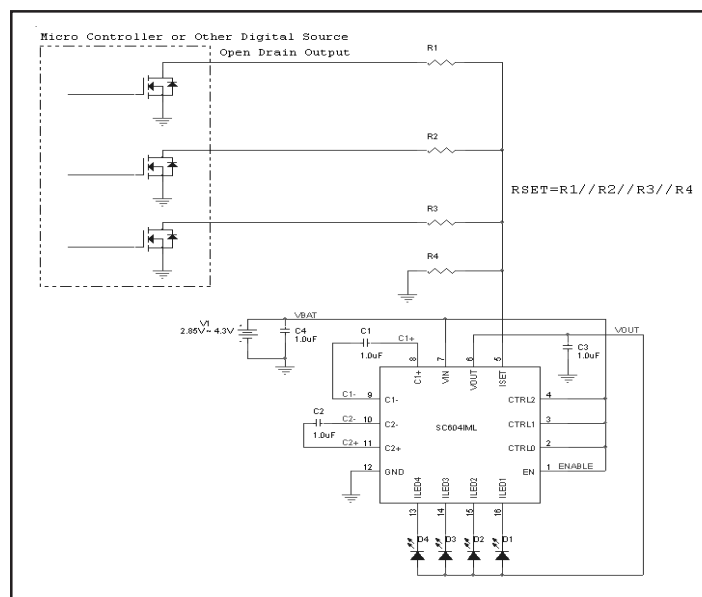 Micro Controller or Other Digital Source
Open Drain Output
R1
R2
RSET=R1//R2//R3//R4
R3
R4
V1
2.85V~ 4.3V
VBAT
C4
1.0uF
C1
1.0uF
C1+
VOUT
C3
1.0uF
8
7
6
5
C1+
VIN
VOUT
ISET
C1-
9
C1-
CTRL2
4
C2
1.0uF
C2-
10
C2-
SC604IML
CTRL1
3
C2+
11
C2+
CTRL0
2
12
GND
EN
1
ENABLE
ILED4
ILED3
ILED2
ILED1
13
14
15
16
D4
D3
D2
D1